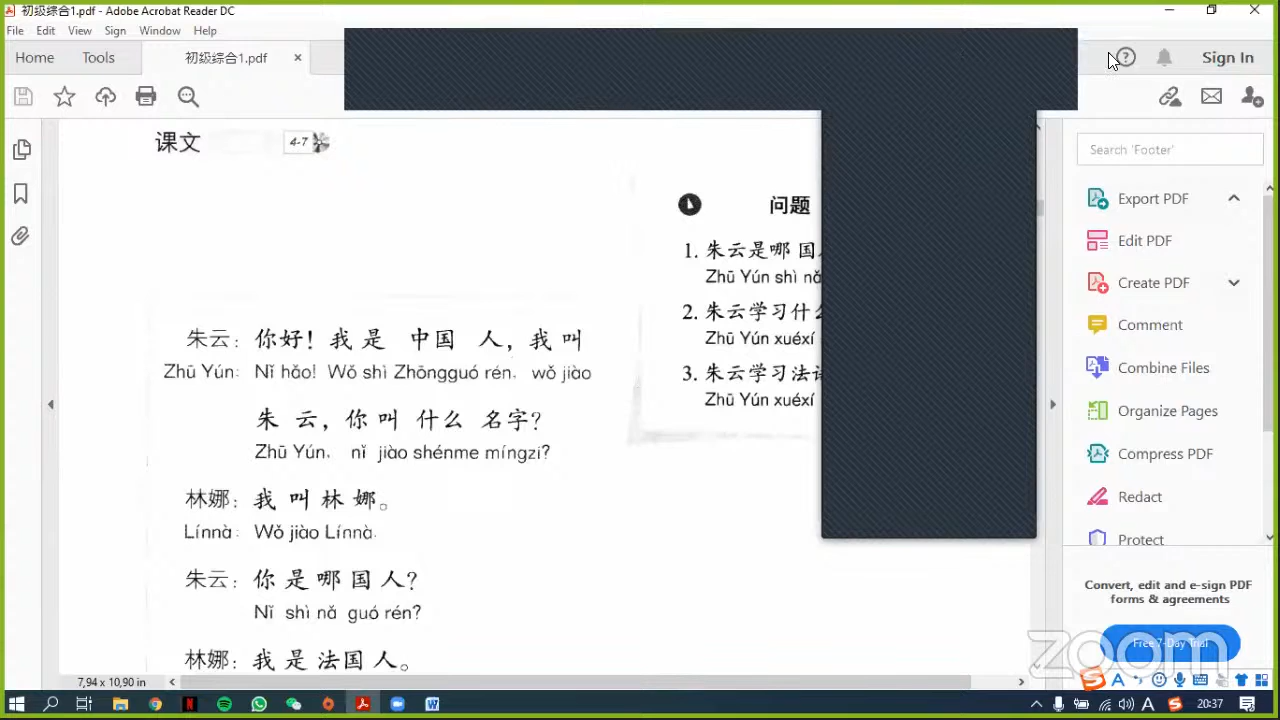 初级综合1.pdf - Adobe Acrobat Reader DC
File Edit View Sign Window Help
Home Tools 初级综合1.pdf × Sign In
课文 4-7
问题
1. 朱云是哪 国
Zhū Yún shì nǎ
2. 朱云学习什
Zhū Yún xuéxí
3. 朱云学习法
Zhū Yún xuéxí
朱云: 你好! 我 是 中国 人, 我 叫
Zhū Yún: Nǐ hǎo! Wǒ shì Zhōngguó rén, wǒ jiào
朱 云, 你 叫 什么 名字?
Zhū Yún, nǐ jiào shénme míngzi?
林娜: 我 叫 林 娜。
Línnà: Wǒ jiào Línnà.
朱云: 你 是 哪 国 人?
Nǐ shì nǎ guó rén?
林娜: 我 是 法国 人。
Search 'Footer'
Export PDF
Edit PDF
Create PDF
Comment
Combine Files
Organize Pages
Compress PDF
Redact
Protect
Convert, edit and e-sign PDF
forms & agreements
Free 7-Day Trial
zoom
7,94 x 10,90 in
20:37